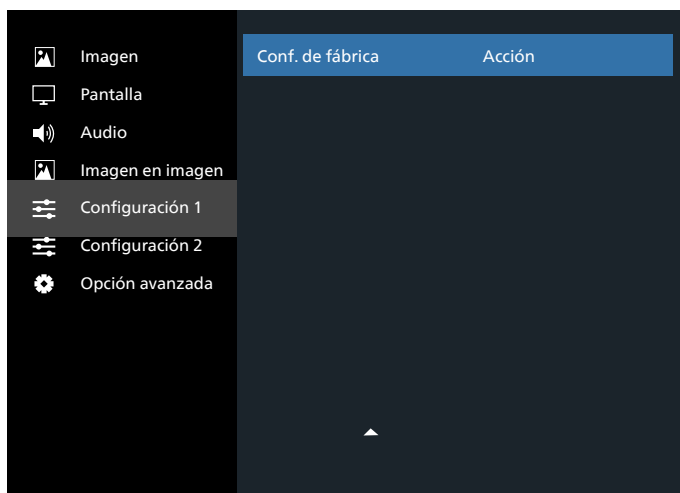 Imagen
Conf. de fábrica Acción
Pantalla
Audio
Imagen en imagen
Configuración 1
Configuración 2
Opción avanzada